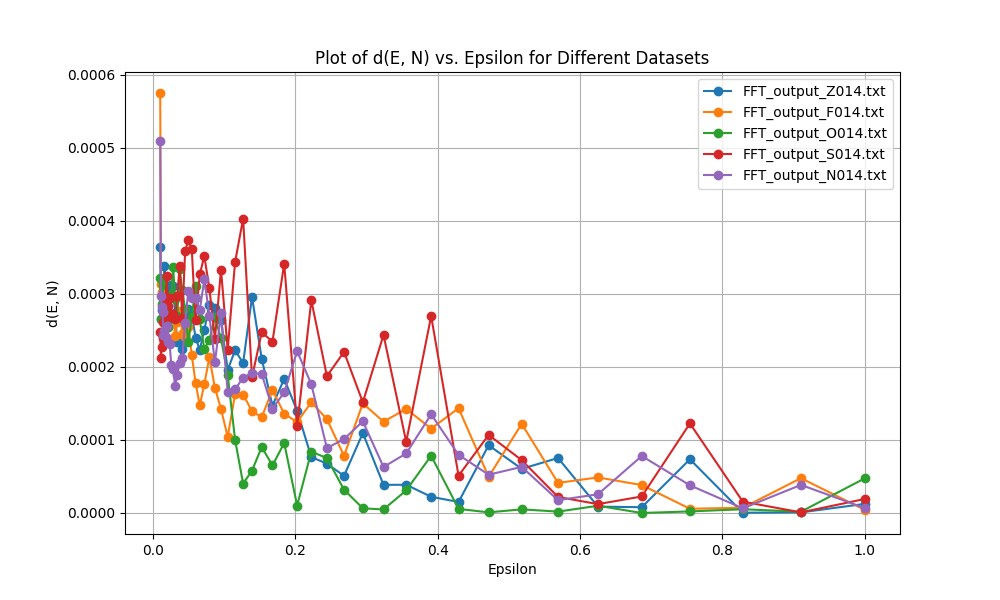 Plot of d(E, N) vs. Epsilon for Different Datasets
0.0006
0.0005
0.0004
0.0003
0.0002
0.0001
0.0000
d(E, N)
FFT_output_Z014.txt
FFT_output_F014.txt
FFT_output_O014.txt
FFT_output_S014.txt
FFT_output_N014.txt
0.0 0.2 0.4 0.6 0.8 1.0
Epsilon